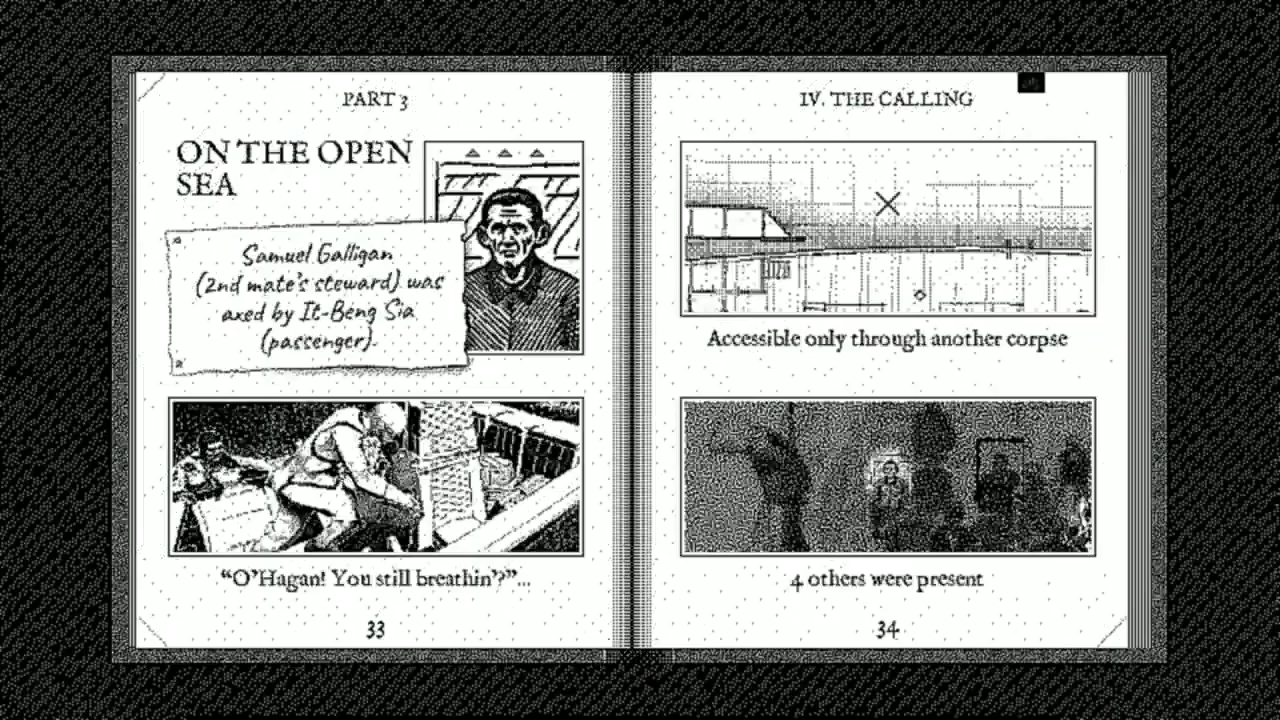 PART 3
ON THE OPEN
SEA
Samuel Galligan
(2nd mate's steward) was
axed by It-Beng Sia
(passenger).
"O'Hagan! You still breathin'?"...
33
IV. THE CALLING
Accessible only through another corpse
4 others were present
34